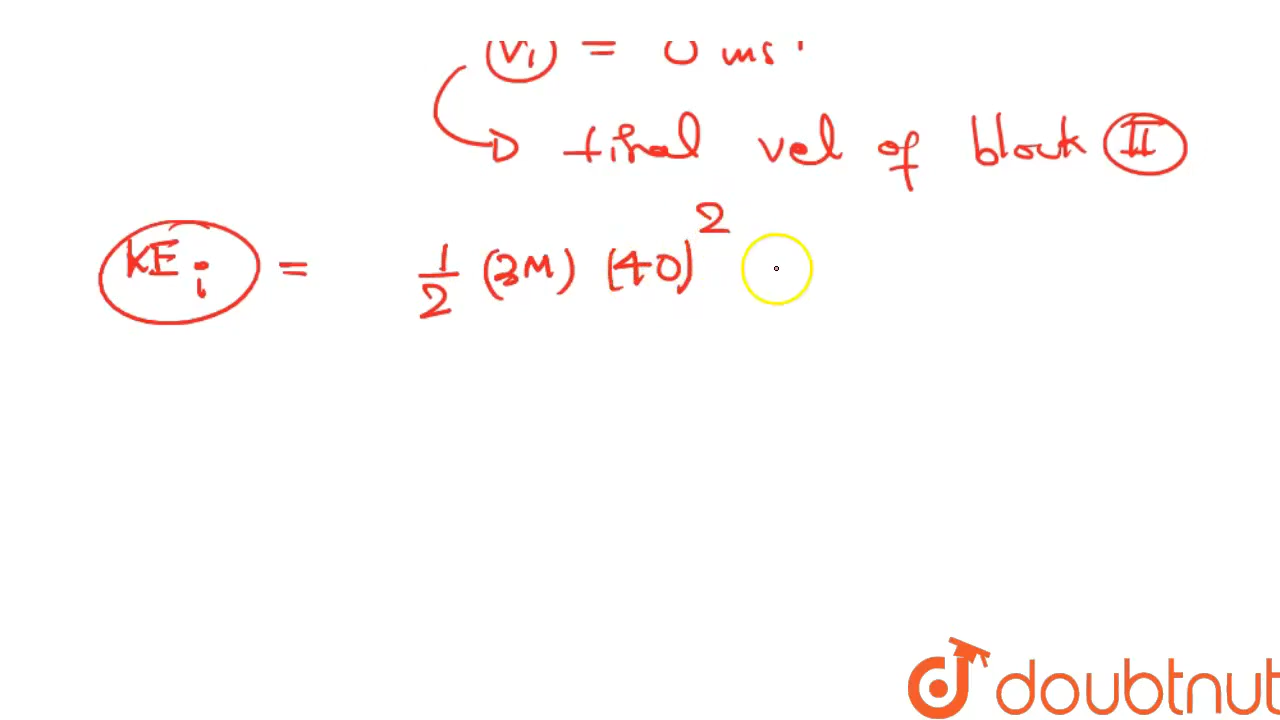 (v₁) = 0 ms⁻¹
final vel of block II
KEᵢ = 1/2 (3M) (40)²
doubtnut